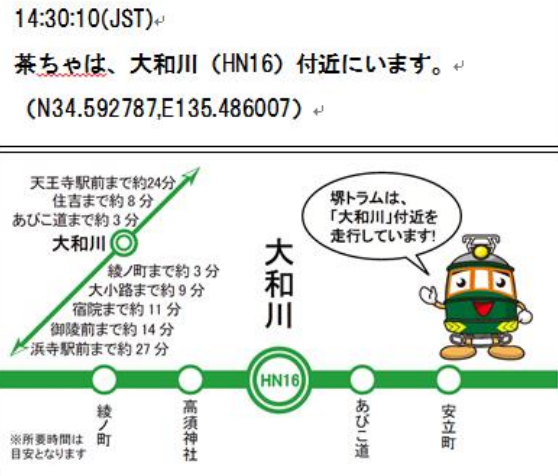 14:30:10(JST)
茶ちゃは、大和川（HN16）付近にいます。
（N34.592787,E135.486007）
天王寺駅前まで約24分
住吉まで約8分
あびこ道まで約3分
大和川
綾ノ町まで約3分
大小路まで約9分
宿院まで約11分
御陵前まで約14分
浜寺駅前まで約27分
※所要時間は
目安となります
大和川
堺トラムは、
「大和川」付近を
走行しています!
HN16
綾ノ町
高須神社
あびこ道
安立町